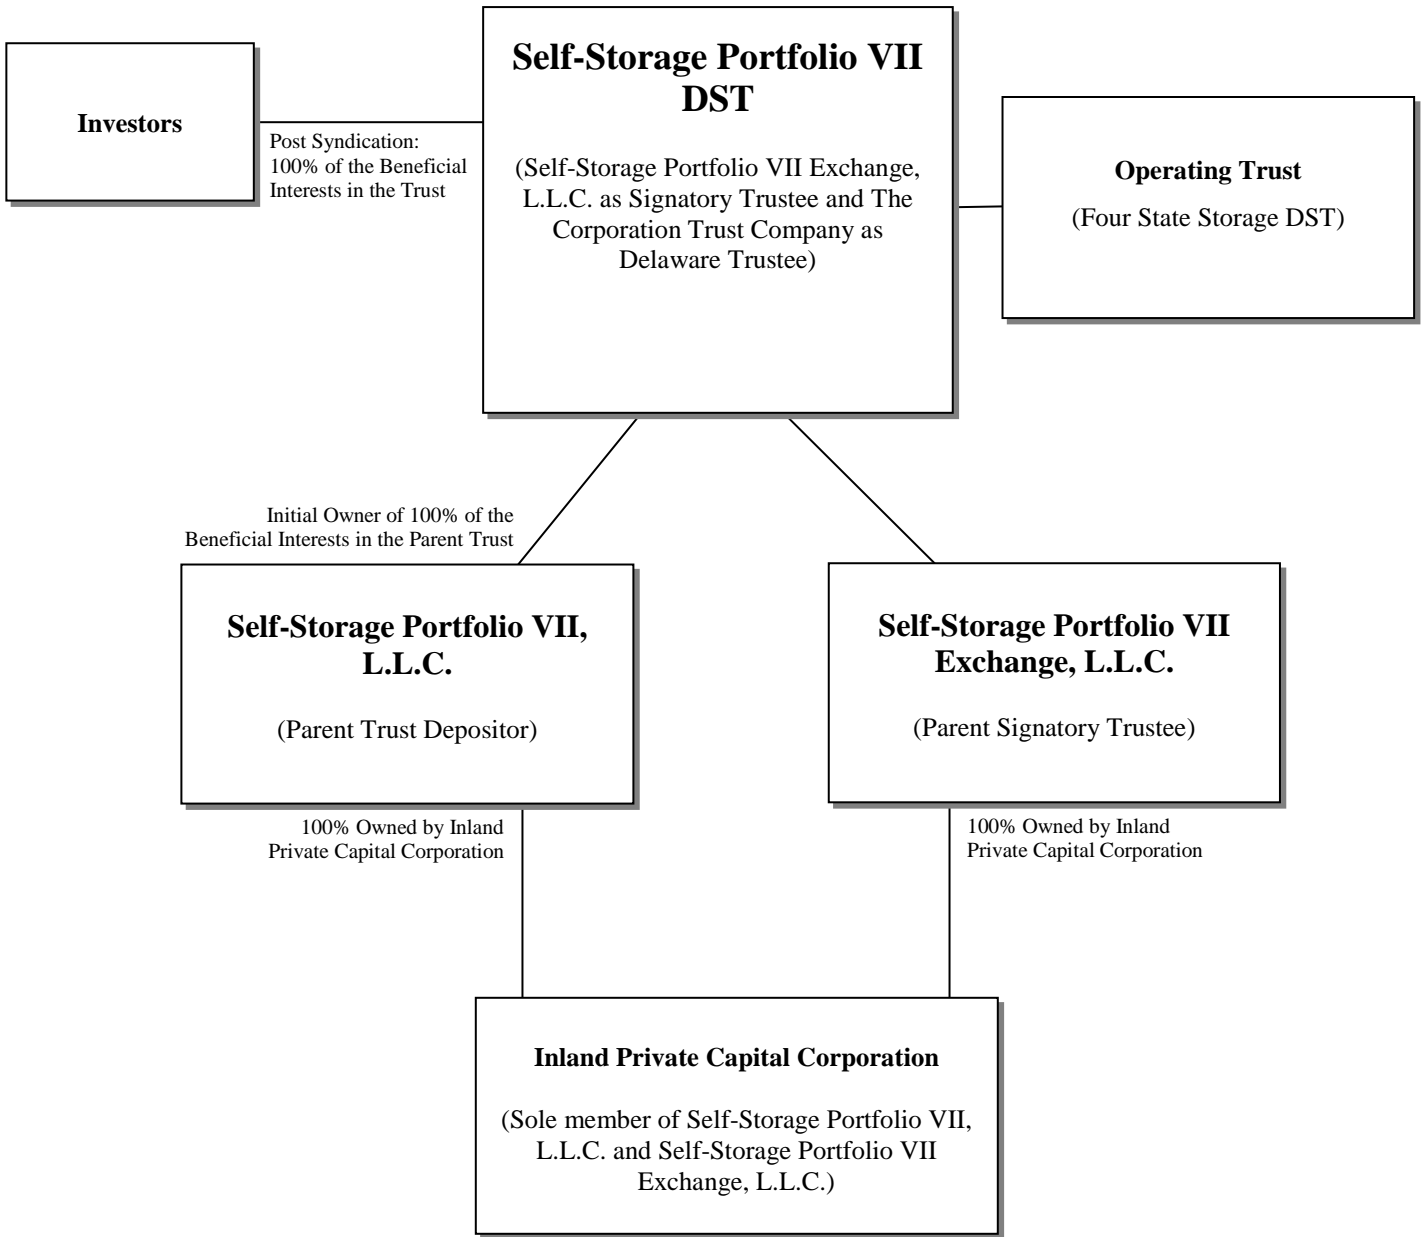 Self-Storage Portfolio VII
DST
(Self-Storage Portfolio VII Exchange,
L.L.C. as Signatory Trustee and The
Corporation Trust Company as
Delaware Trustee)
Investors
Post Syndication:
100% of the Beneficial
Interests in the Trust
Operating Trust
(Four State Storage DST)
Initial Owner of 100% of the
Beneficial Interests in the Parent Trust
Self-Storage Portfolio VII,
L.L.C.
(Parent Trust Depositor)
Self-Storage Portfolio VII
Exchange, L.L.C.
(Parent Signatory Trustee)
100% Owned by Inland
Private Capital Corporation
100% Owned by Inland
Private Capital Corporation
Inland Private Capital Corporation
(Sole member of Self-Storage Portfolio VII,
L.L.C. and Self-Storage Portfolio VII
Exchange, L.L.C.)